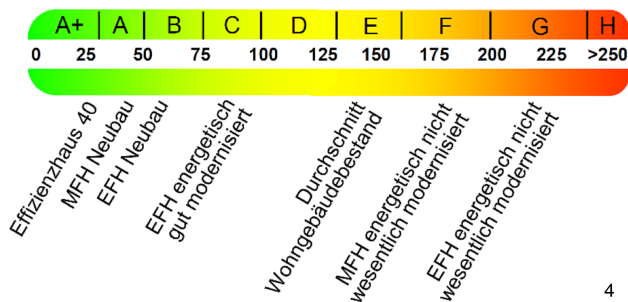 A+ A B C D E F G H
0 25 50 75 100 125 150 175 200 225 >250
Effizienzhaus 40
MFH Neubau
EFH Neubau
EFH energetisch
gut modernisiert
Durchschnitt
Wohngebäudebestand
MFH energetisch nicht
wesentlich modernisiert
EFH energetisch nicht
wesentlich modernisiert
4